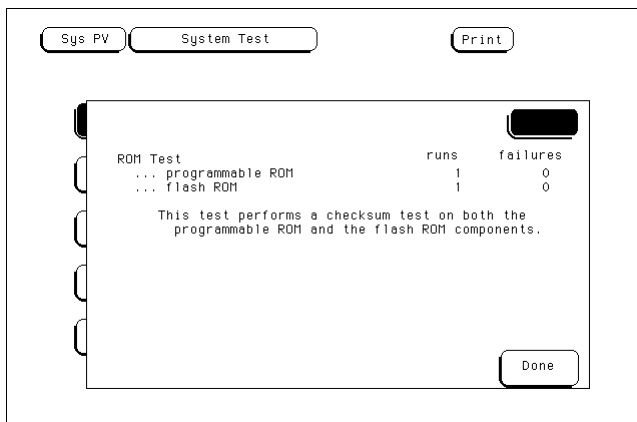 Sys PV System Test Print
ROM Test runs failures
... programmable ROM 1 0
... flash ROM 1 0
This test performs a checksum test on both the
programmable ROM and the flash ROM components.
Done